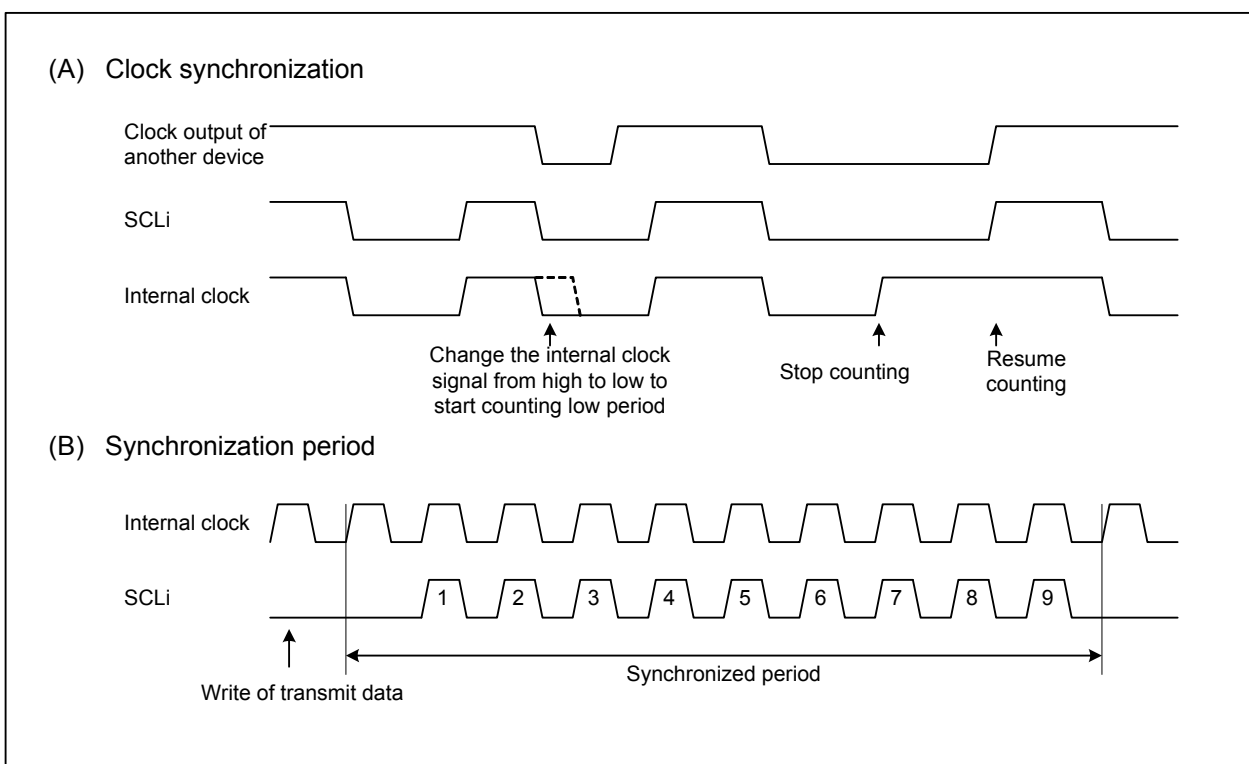 (A) Clock synchronization
Clock output of
another device
SCLi
Internal clock
Change the internal clock
signal from high to low to
start counting low period
Stop counting
Resume
counting
(B) Synchronization period
Internal clock
SCLi
1 2 3 4 5 6 7 8 9
Synchronized period
Write of transmit data